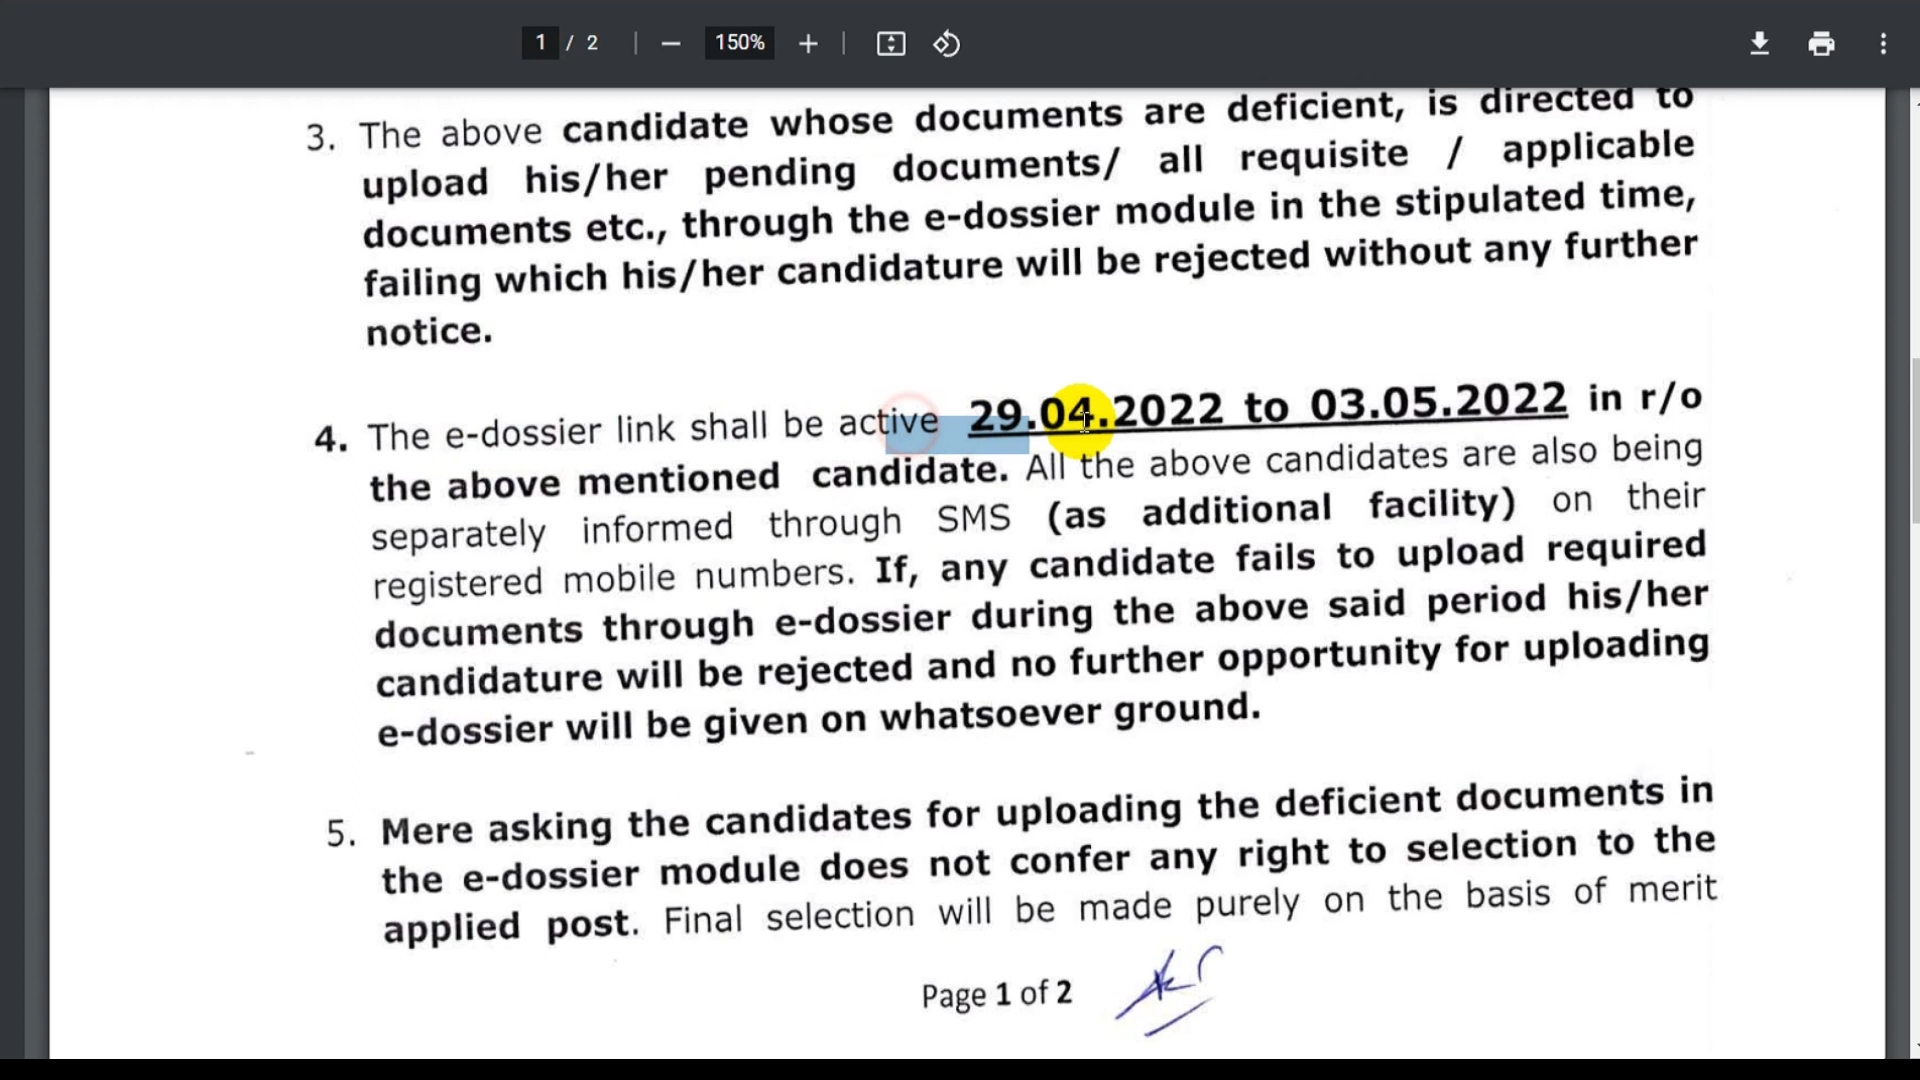 1 / 2 150%
3. The above candidate whose documents are deficient, is directed to
upload his/her pending documents/ all requisite / applicable
documents etc., through the e-dossier module in the stipulated time,
failing which his/her candidature will be rejected without any further
notice.
4. The e-dossier link shall be active 29.04.2022 to 03.05.2022 in r/o
the above mentioned candidate. All the above candidates are also being
separately informed through SMS (as additional facility) on their
registered mobile numbers. If, any candidate fails to upload required
documents through e-dossier during the above said period his/her
candidature will be rejected and no further opportunity for uploading
e-dossier will be given on whatsoever ground.
5. Mere asking the candidates for uploading the deficient documents in
the e-dossier module does not confer any right to selection to the
applied post. Final selection will be made purely on the basis of merit
Page 1 of 2